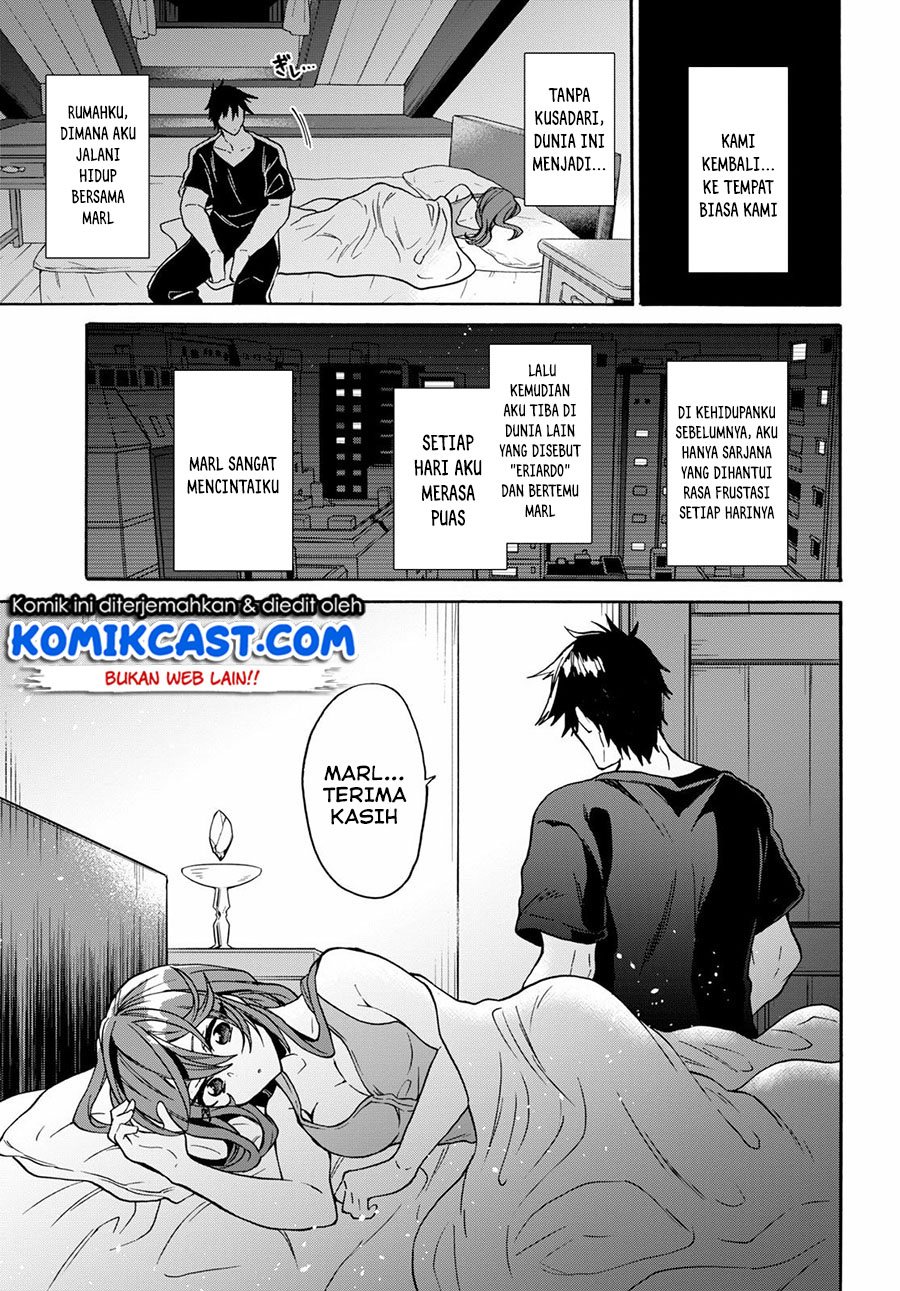 KAMI
KEMBALI...
KE TEMPAT
BIASA KAMI
TANPA
KUSADARI,
DUNIA INI
MENJADI...
ギシ…
RUMAHKU,
DIMANA AKU
JALANI
HIDUP
BERSAMA
MARL
DI KEHIDUPANKU
SEBELUMNYA, AKU
HANYA SARJANA
YANG DIHANTUI
RASA FRUSTASI
SETIAP HARINYA
LALU
KEMUDIAN
AKU TIBA DI
DUNIA LAIN
YANG DISEBUT
"ERIARDO"
DAN BERTEMU
MARL
SETIAP
HARI AKU
MERASA
PUAS
MARL SANGAT
MENCINTAIKU
Komik ini diterjemahkan & diedit oleh
KOMIKCAST.COM
BUKAN WEB LAIN!!
MARL...
TERIMA
KASIH